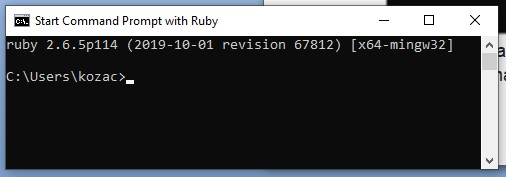 Start Command Prompt with Ruby
ruby 2.6.5p114 (2019-10-01 revision 67812) [x64-mingw32]
C:\Users\kozac>